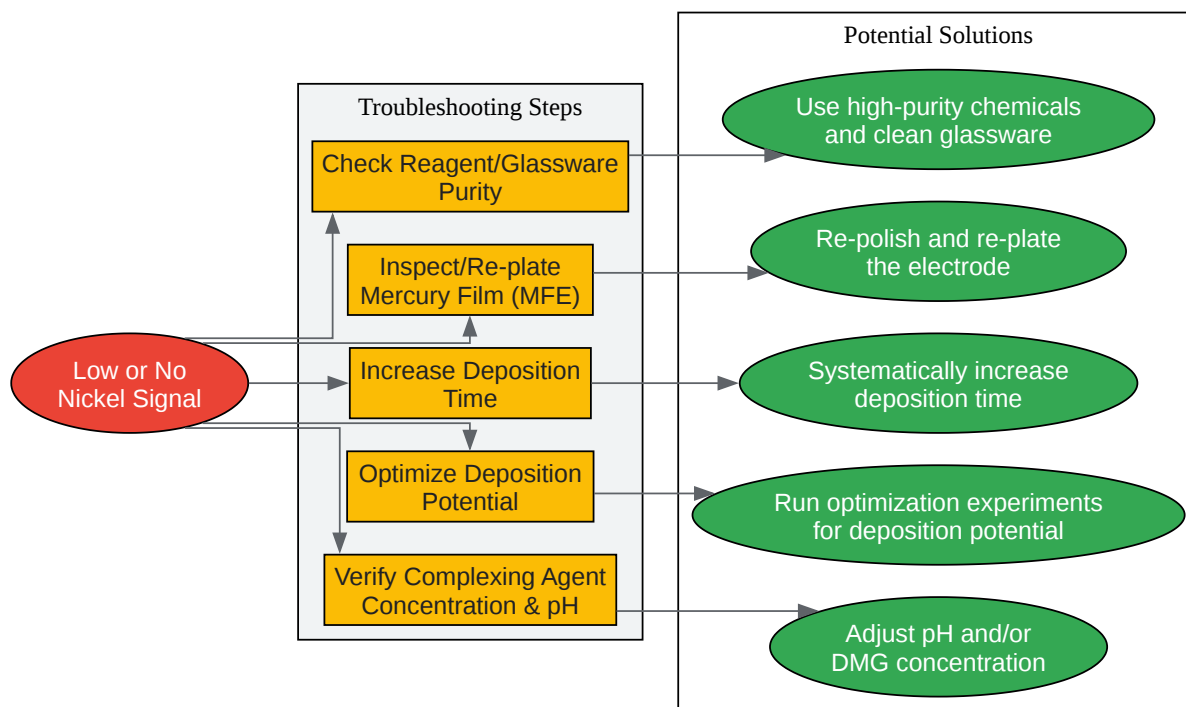 Potential Solutions
Troubleshooting Steps
Use high-purity chemicals
and clean glassware
Check Reagent/Glassware
Purity
Re-polish and re-plate
the electrode
Inspect/Re-plate
Mercury Film (MFE)
Low or No
Nickel Signal
Increase Deposition
Time
Systematically increase
deposition time
Optimize Deposition
Potential
Run optimization experiments
for deposition potential
Verify Complexing Agent
Concentration & pH
Adjust pH and/or
DMG concentration